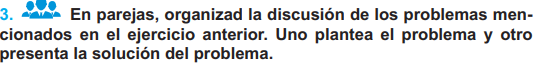 3. En parejas, organizad la discusión de los problemas men-
cionados en el ejercicio anterior. Uno plantea el problema y otro
presenta la solución del problema.